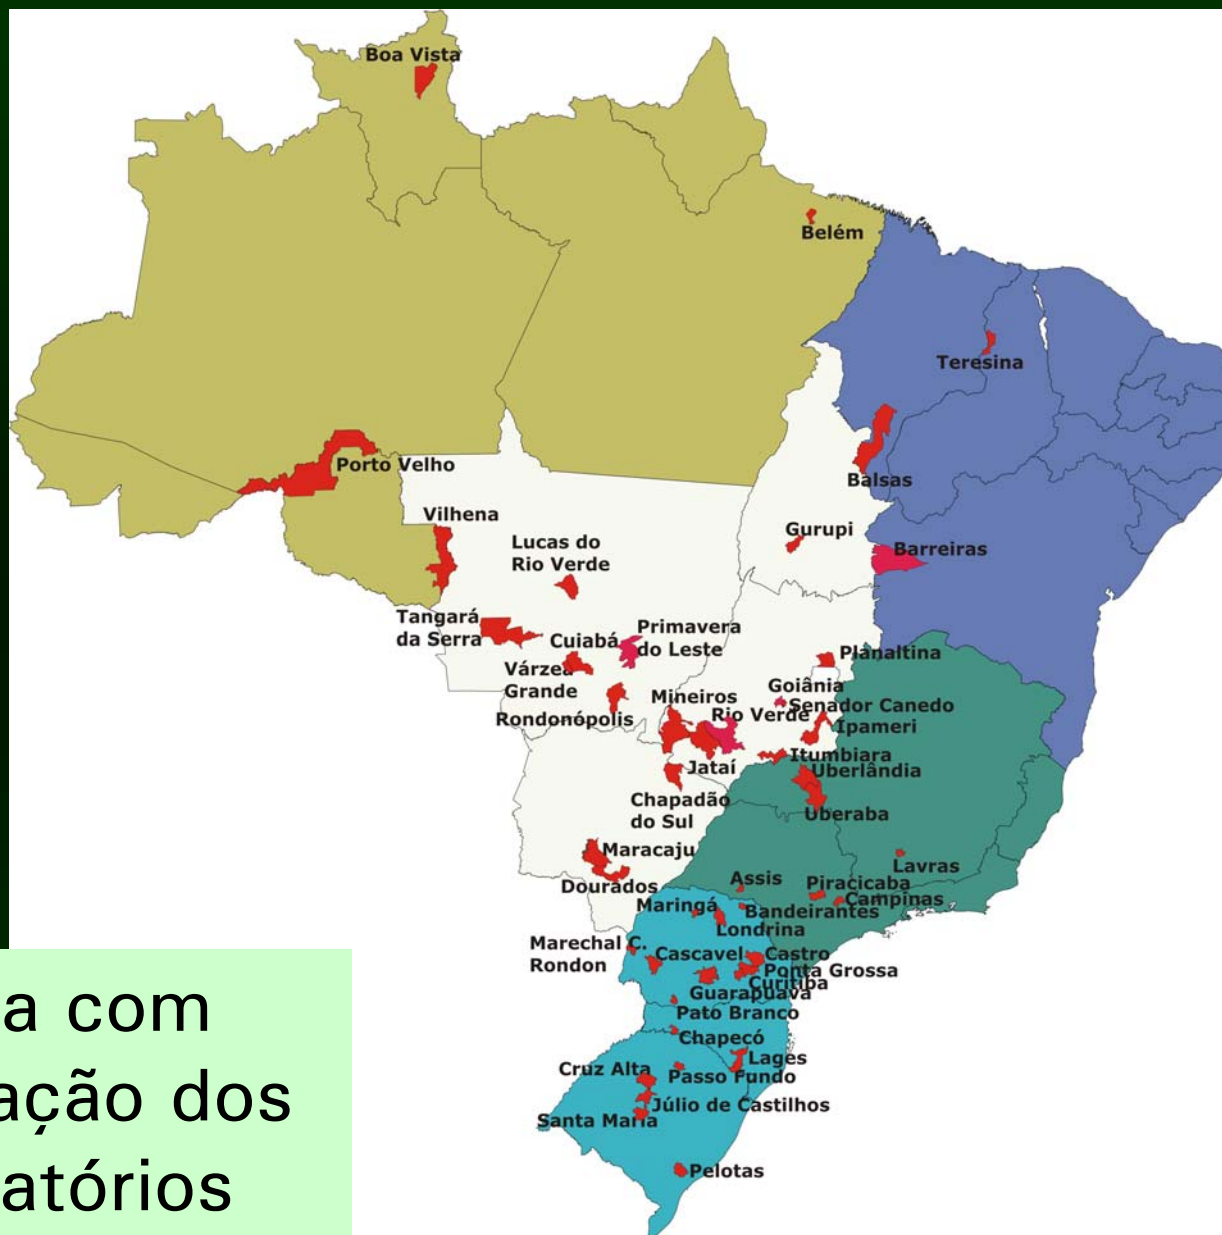 Boa Vista
Belém
Teresina
Porto Velho
Balsas
Vilhena
Gurupi
Lucas do
Rio Verde
Barreiras
Tangará
da Serra
Cuiabá
Primavera
do Leste
Várzea
Grande
Planaltina
Rondonópolis
Mineiros
Goiânia
Senador Canedo
Rio Verde
Ipameri
Jataí
Itumbiara
Uberlândia
Chapadão
do Sul
Uberaba
Maracaju
Lavras
Dourados
Assis
Piracicaba
Campinas
Maringá
Bandeirantes
Londrina
Marechal C.
Rondon
Cascavel
Castro
Ponta Grossa
Curitiba
Guarapuava
Pato Branco
Chapecó
Lages
Cruz Alta
Passo Fundo
Júlio de Castilhos
Santa Maria
Pelotas
a com
ação dos
atórios